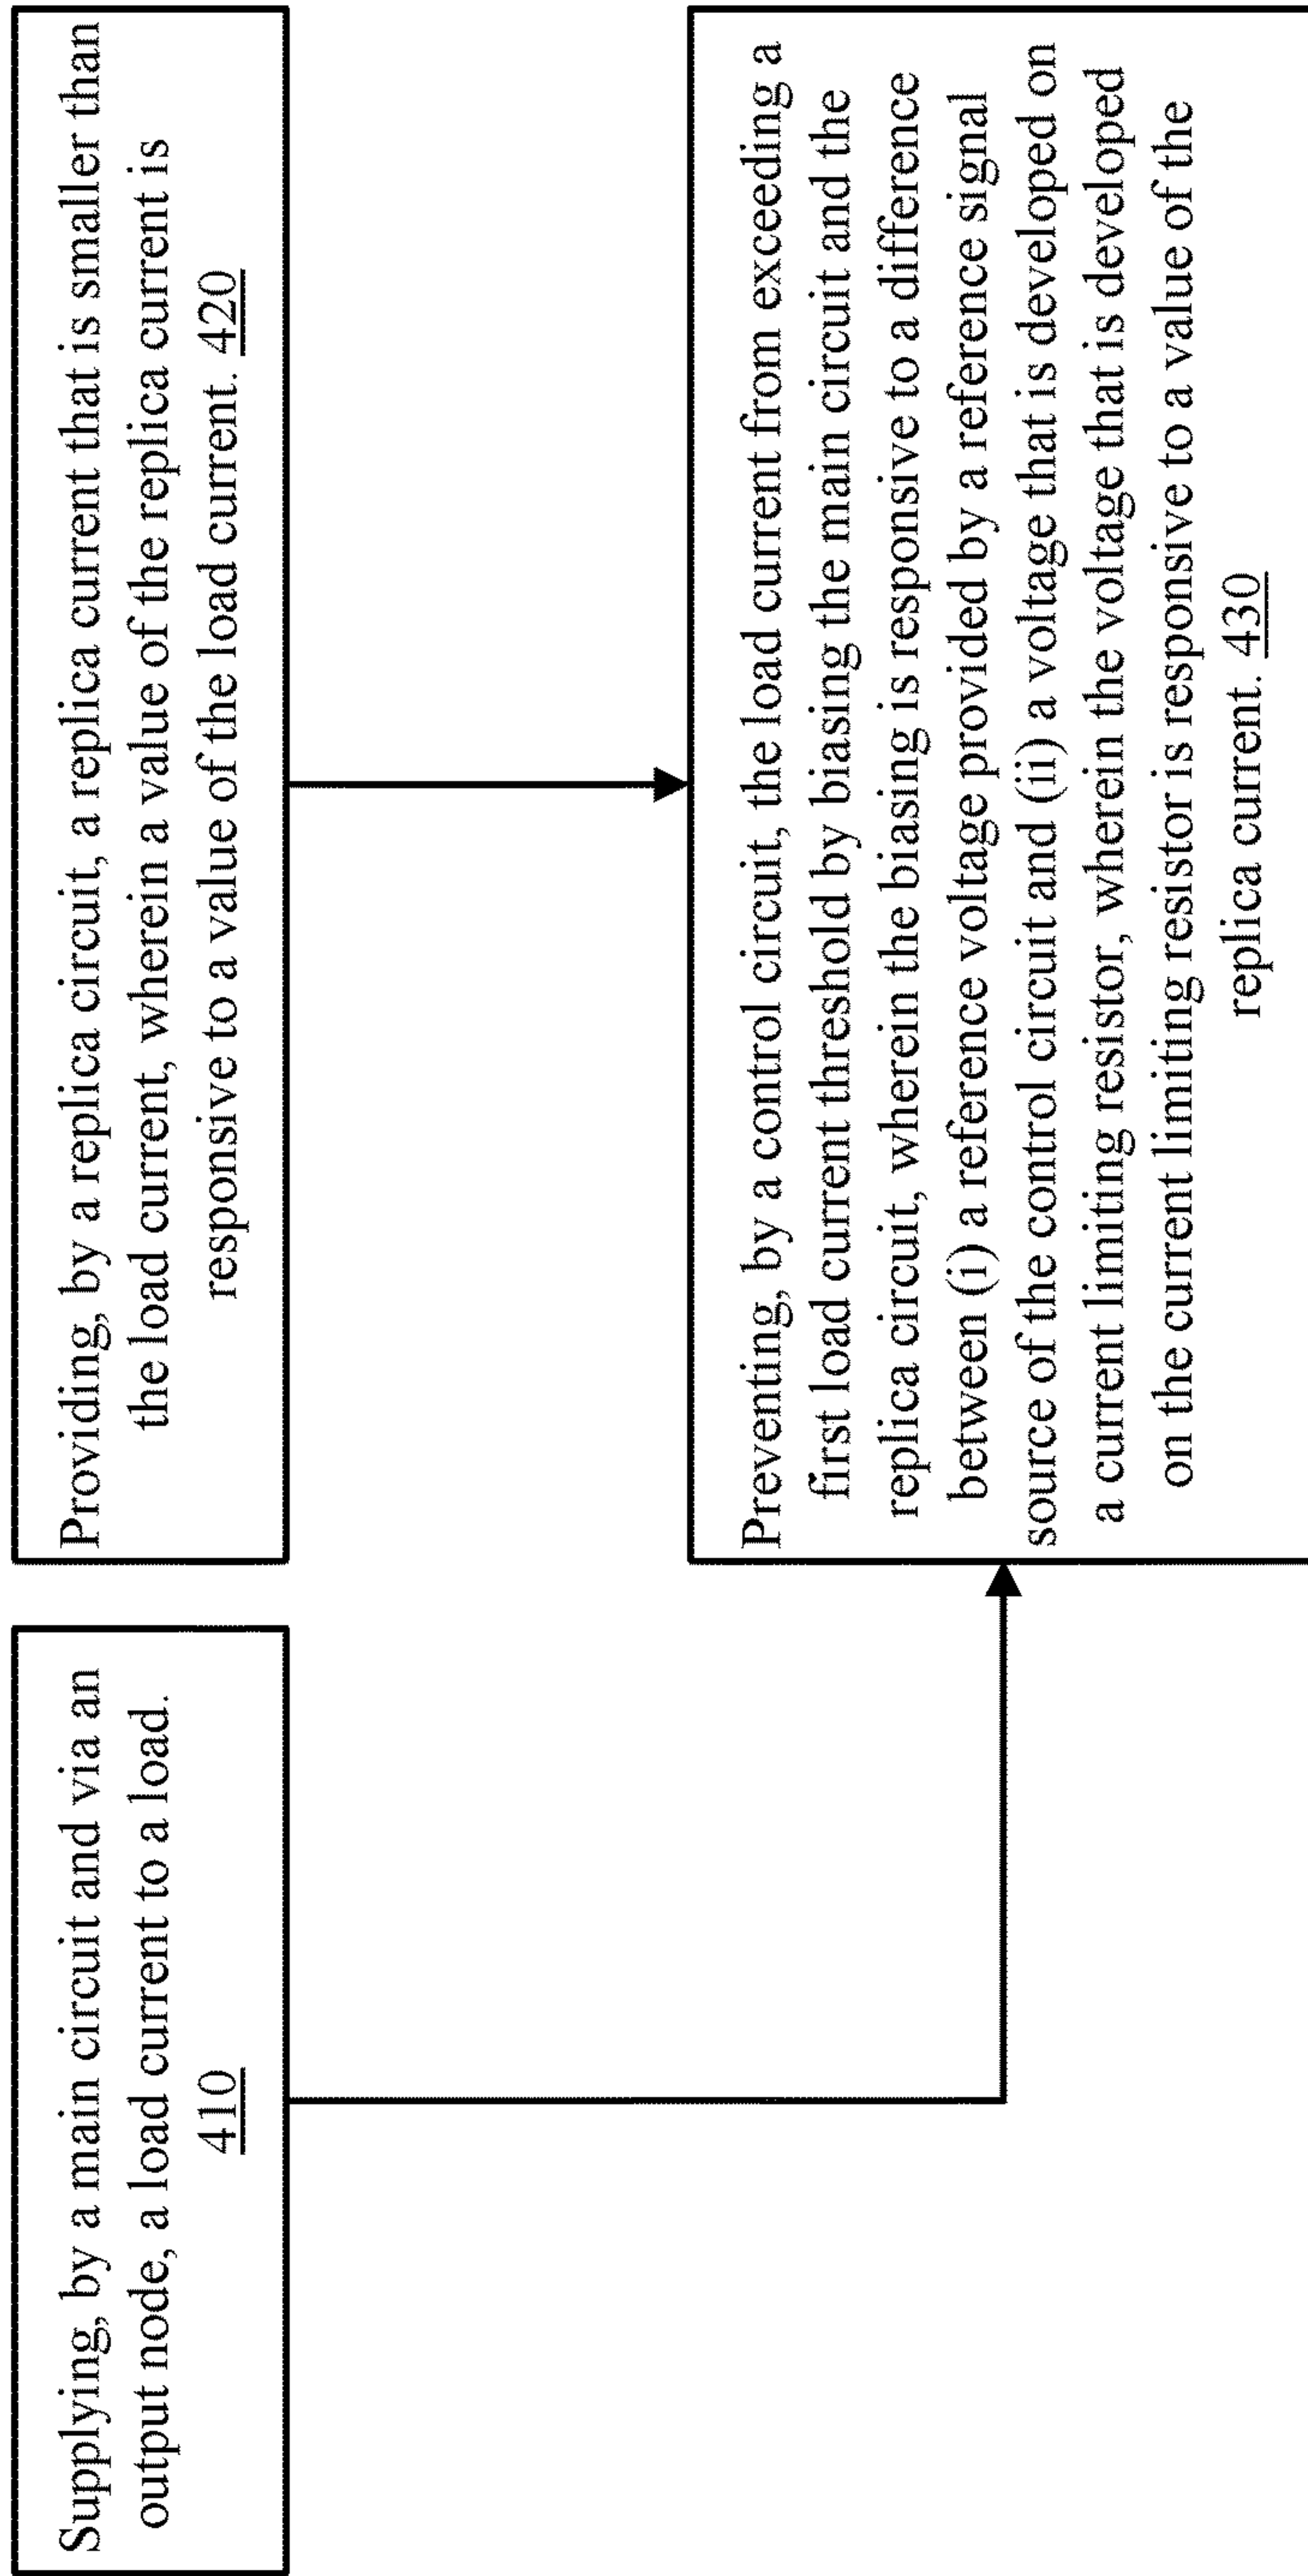 Supplying, by a main circuit and via an
output node, a load current to a load.
410
Providing, by a replica circuit, a replica current that is smaller than
the load current, wherein a value of the replica current is
responsive to a value of the load current. 420
Preventing, by a control circuit, the load current from exceeding a
first load current threshold by biasing the main circuit and the
replica circuit, wherein the biasing is responsive to a difference
between (i) a reference voltage provided by a reference signal
source of the control circuit and (ii) a voltage that is developed on
a current limiting resistor, wherein the voltage that is developed
on the current limiting resistor is responsive to a value of the
replica current. 430